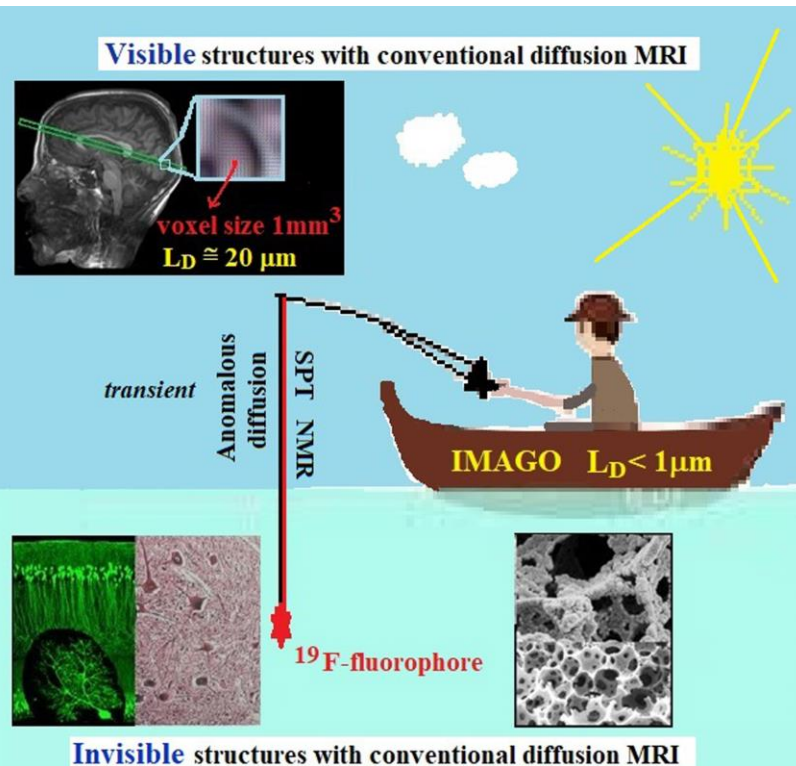 Visible structures with conventional diffusion MRI
voxel size 1mm³
L_D ≅ 20 μm
transient
Anomalous
diffusion
SPT NMR
IMAGO L_D < 1μm
¹⁹F-fluorophore
Invisible structures with conventional diffusion MRI